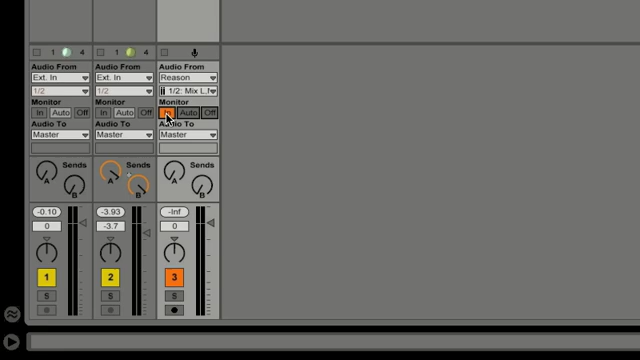 1 4 1 4
Audio From Audio From Audio From
Ext. In Ext. In Reason
1/2 1/2 1/2: Mix L,
Monitor Monitor Monitor
In Auto Off In Auto Off Auto Off
Audio To Audio To Audio To
Master Master Master
Sends Sends Sends
A A A
B B B
-0.10 -3.93 -Inf
0 -3.7 0
1 2 3
S S S